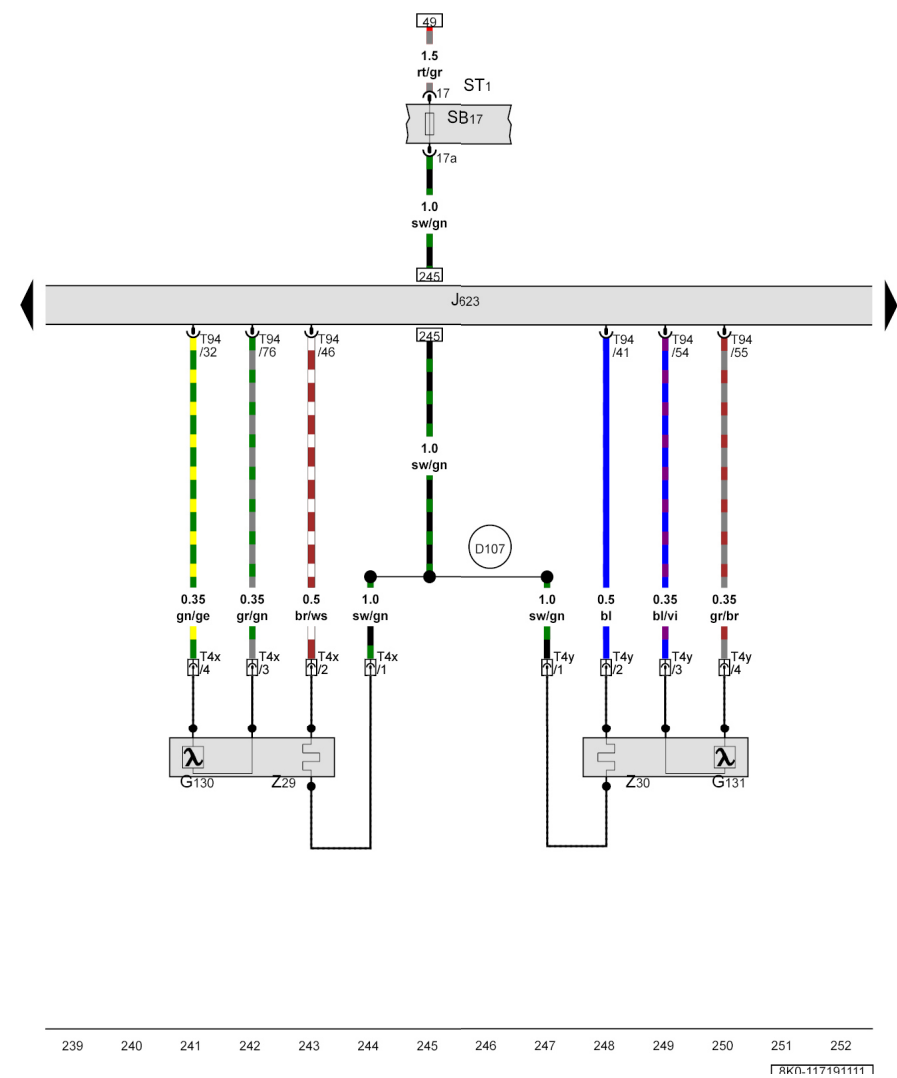 49
1.5
rt/gr
17 ST1
SB17
17a
1.0
sw/gn
245
J623
T94
/32
T94
/76
T94
/46
245
T94
/41
T94
/54
T94
/55
1.0
sw/gn
D107
0.35
gn/ge
0.35
gr/gn
0.5
br/ws
1.0
sw/gn
1.0
sw/gn
0.5
bl
0.35
bl/vi
0.35
gr/br
T4x
/4
T4x
/3
T4x
/2
T4x
/1
T4y
/1
T4y
/2
T4y
/3
T4y
/4
λ
G130
Z29
Z30
λ
G131
239 240 241 242 243 244 245 246 247 248 249 250 251 252
8K0-117191111